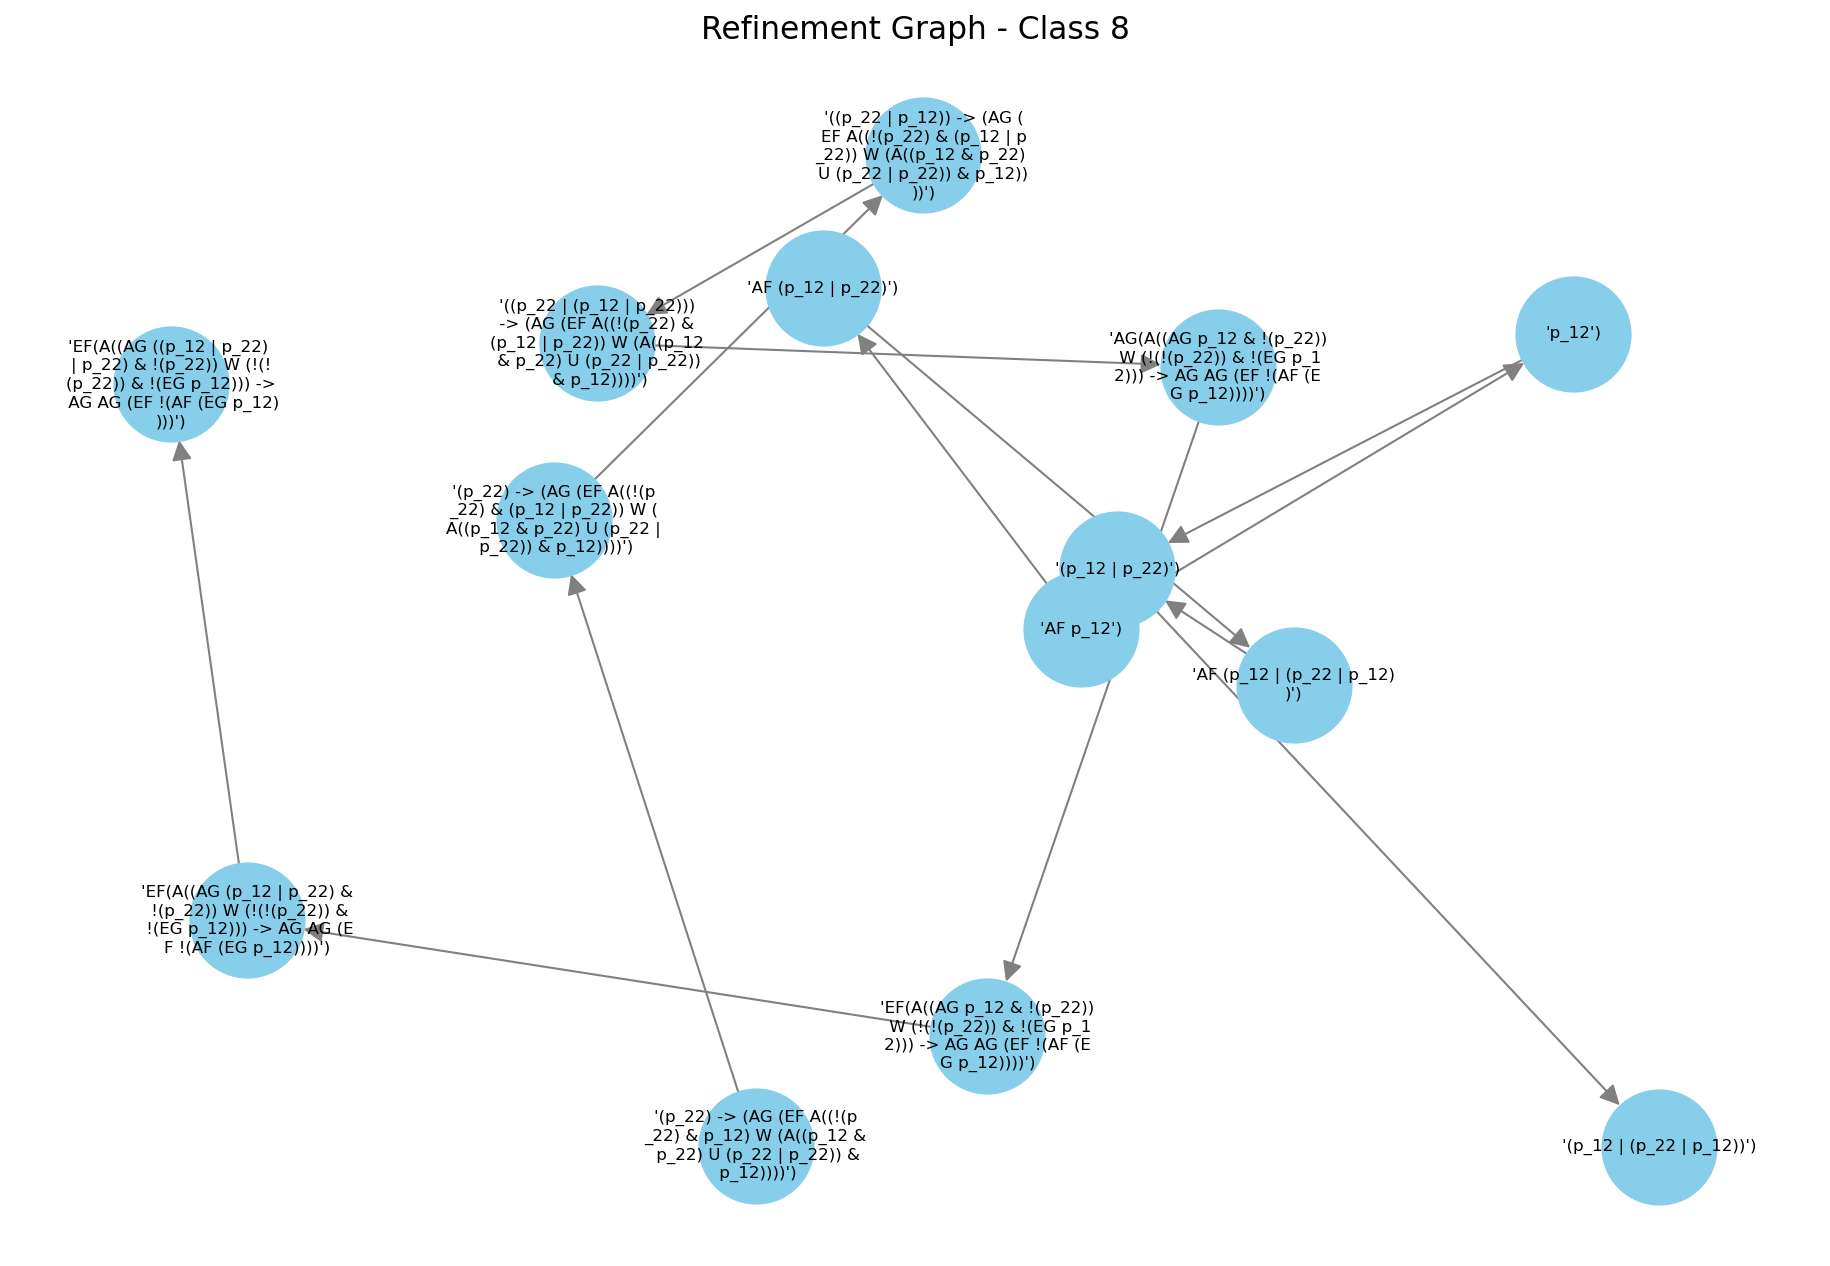 Refinement Graph - Class 8
'((p_22 | p_12)) -> (AG (
EF A((!(p_22) & (p_12 | p
_22)) W (A((p_12 & p_22)
U (p_22 | p_22)) & p_12))
))')
'AF (p_12 | p_22)')
'((p_22 | (p_12 | p_22)))
-> (AG (EF A((!(p_22) &
(p_12 | p_22)) W (A((p_12
& p_22) U (p_22 | p_22))
& p_12))))')
'p_12')
'AG(A((AG p_12 & !(p_22))
W (!(!(p_22)) & !(EG p_1
2))) -> AG AG (EF !(AF (E
G p_12))))')
'EF(A((AG ((p_12 | p_22)
| p_22) & !(p_22)) W (!(!
(p_22)) & !(EG p_12))) ->
AG AG (EF !(AF (EG p_12)
)))')
'(p_22) -> (AG (EF A((!(p
_22) & (p_12 | p_22)) W (
A((p_12 & p_22) U (p_22 |
p_22)) & p_12))))')
'(p_12 | p_22)')
'AF p_12')
'AF (p_12 | (p_22 | p_12)
)')
'EF(A((AG (p_12 | p_22) &
!(p_22)) W (!(!(p_22)) &
!(EG p_12))) -> AG AG (E
F !(AF (EG p_12))))')
'EF(A((AG p_12 & !(p_22))
W (!(!(p_22)) & !(EG p_1
2))) -> AG AG (EF !(AF (E
G p_12))))')
'(p_22) -> (AG (EF A((!(p
_22) & p_12) W (A((p_12 &
p_22) U (p_22 | p_22)) &
p_12))))')
'(p_12 | (p_22 | p_12))')